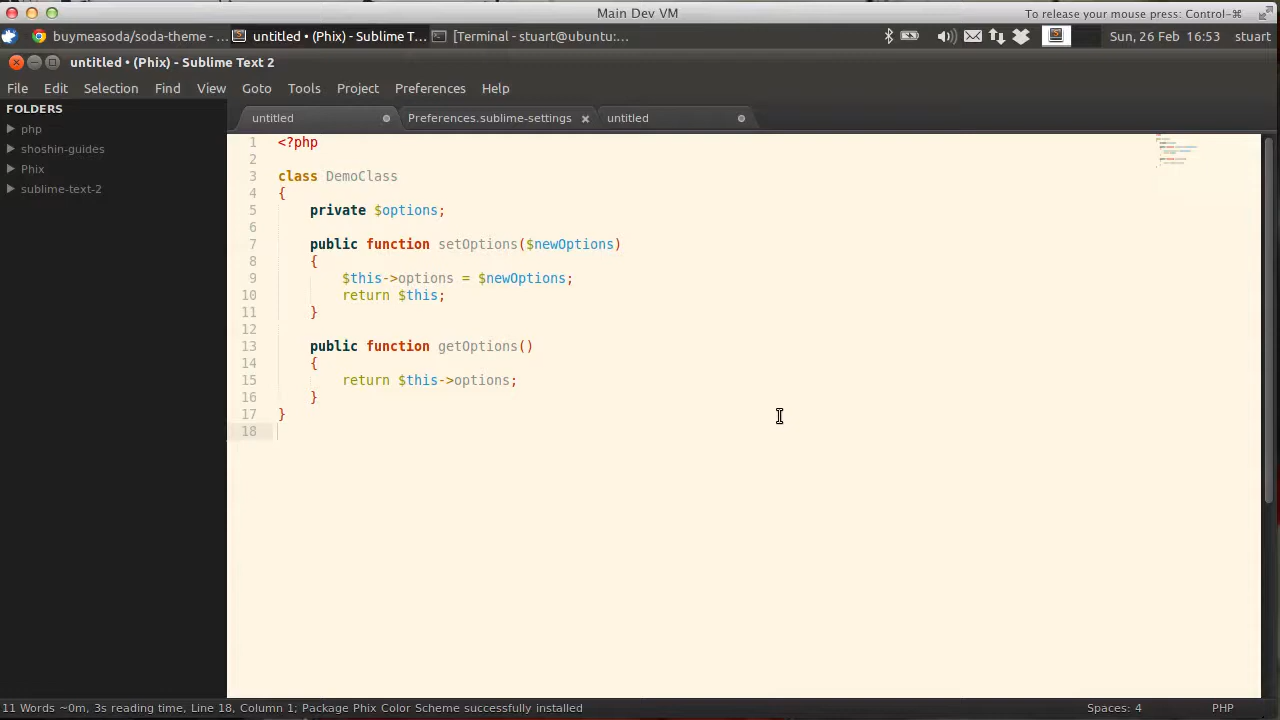 Main Dev VM
To release your mouse press: Control-⌘
buymeasoda/soda-theme - ...
untitled • (Phix) - Sublime T...
[Terminal - stuart@ubuntu:...
Sun, 26 Feb 16:53
stuart
untitled • (Phix) - Sublime Text 2
File Edit Selection Find View Goto Tools Project Preferences Help
FOLDERS
php
shoshin-guides
Phix
sublime-text-2
untitled
Preferences.sublime-settings
untitled
1 <?php
2
3 class DemoClass
4 {
5     private $options;
6
7     public function setOptions($newOptions)
8     {
9         $this->options = $newOptions;
10         return $this;
11     }
12
13     public function getOptions()
14     {
15         return $this->options;
16     }
17 }
18
11 Words ~0m, 3s reading time, Line 18, Column 1; Package Phix Color Scheme successfully installed
Spaces: 4
PHP